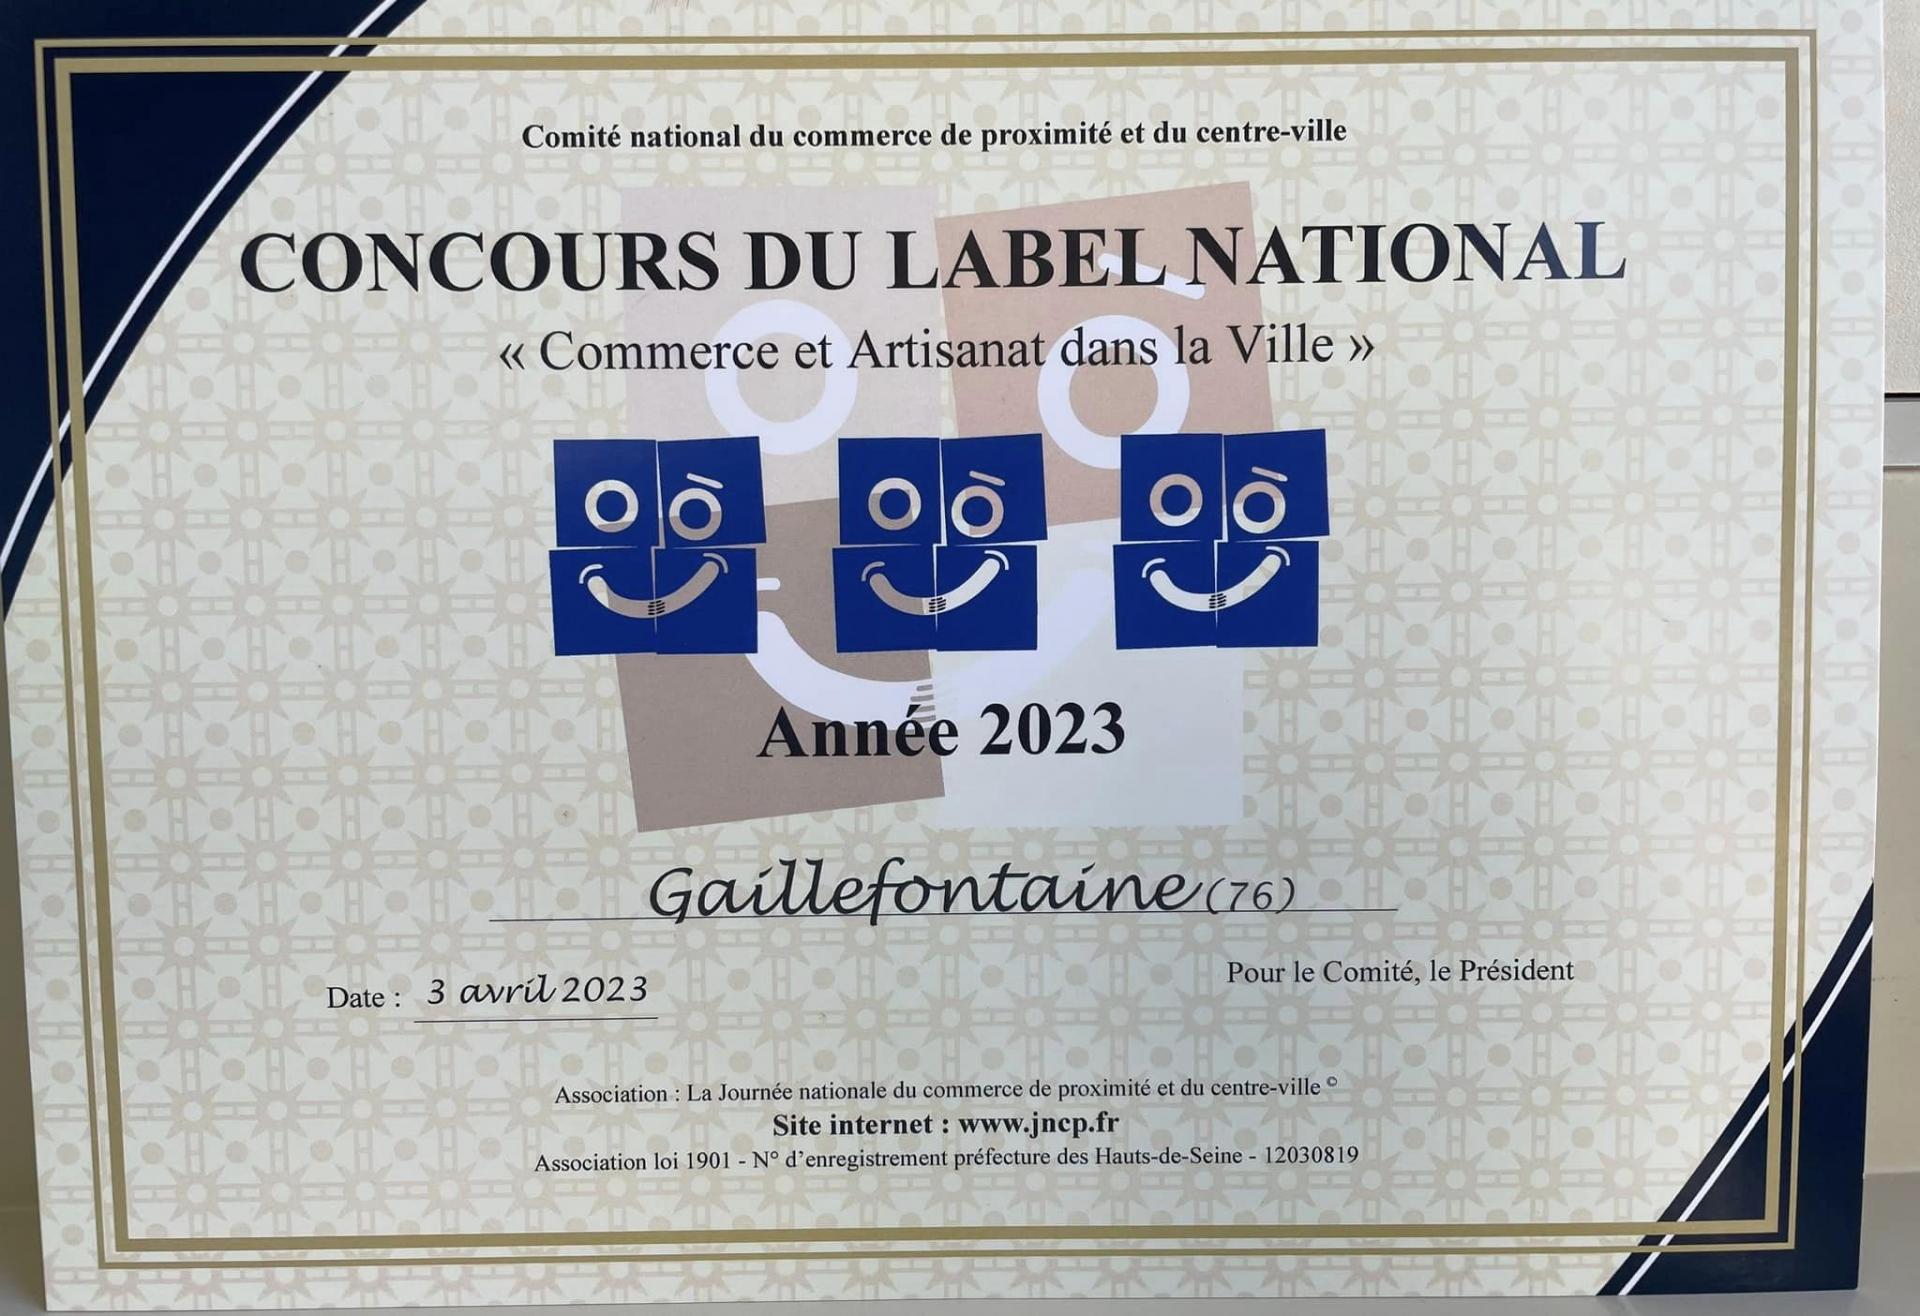 Comité national du commerce de proximité et du centre-ville
CONCOURS DU LABEL NATIONAL
« Commerce et Artisanat dans la Ville »
Année 2023
Gaillefontaine (76)
Pour le Comité, le Président
Date : 3 avril 2023
Association : La Journée nationale du commerce de proximité et du centre-ville ©
Site internet : www.jncp.fr
Association loi 1901 - N° d'enregistrement préfecture des Hauts-de-Seine - 12030819